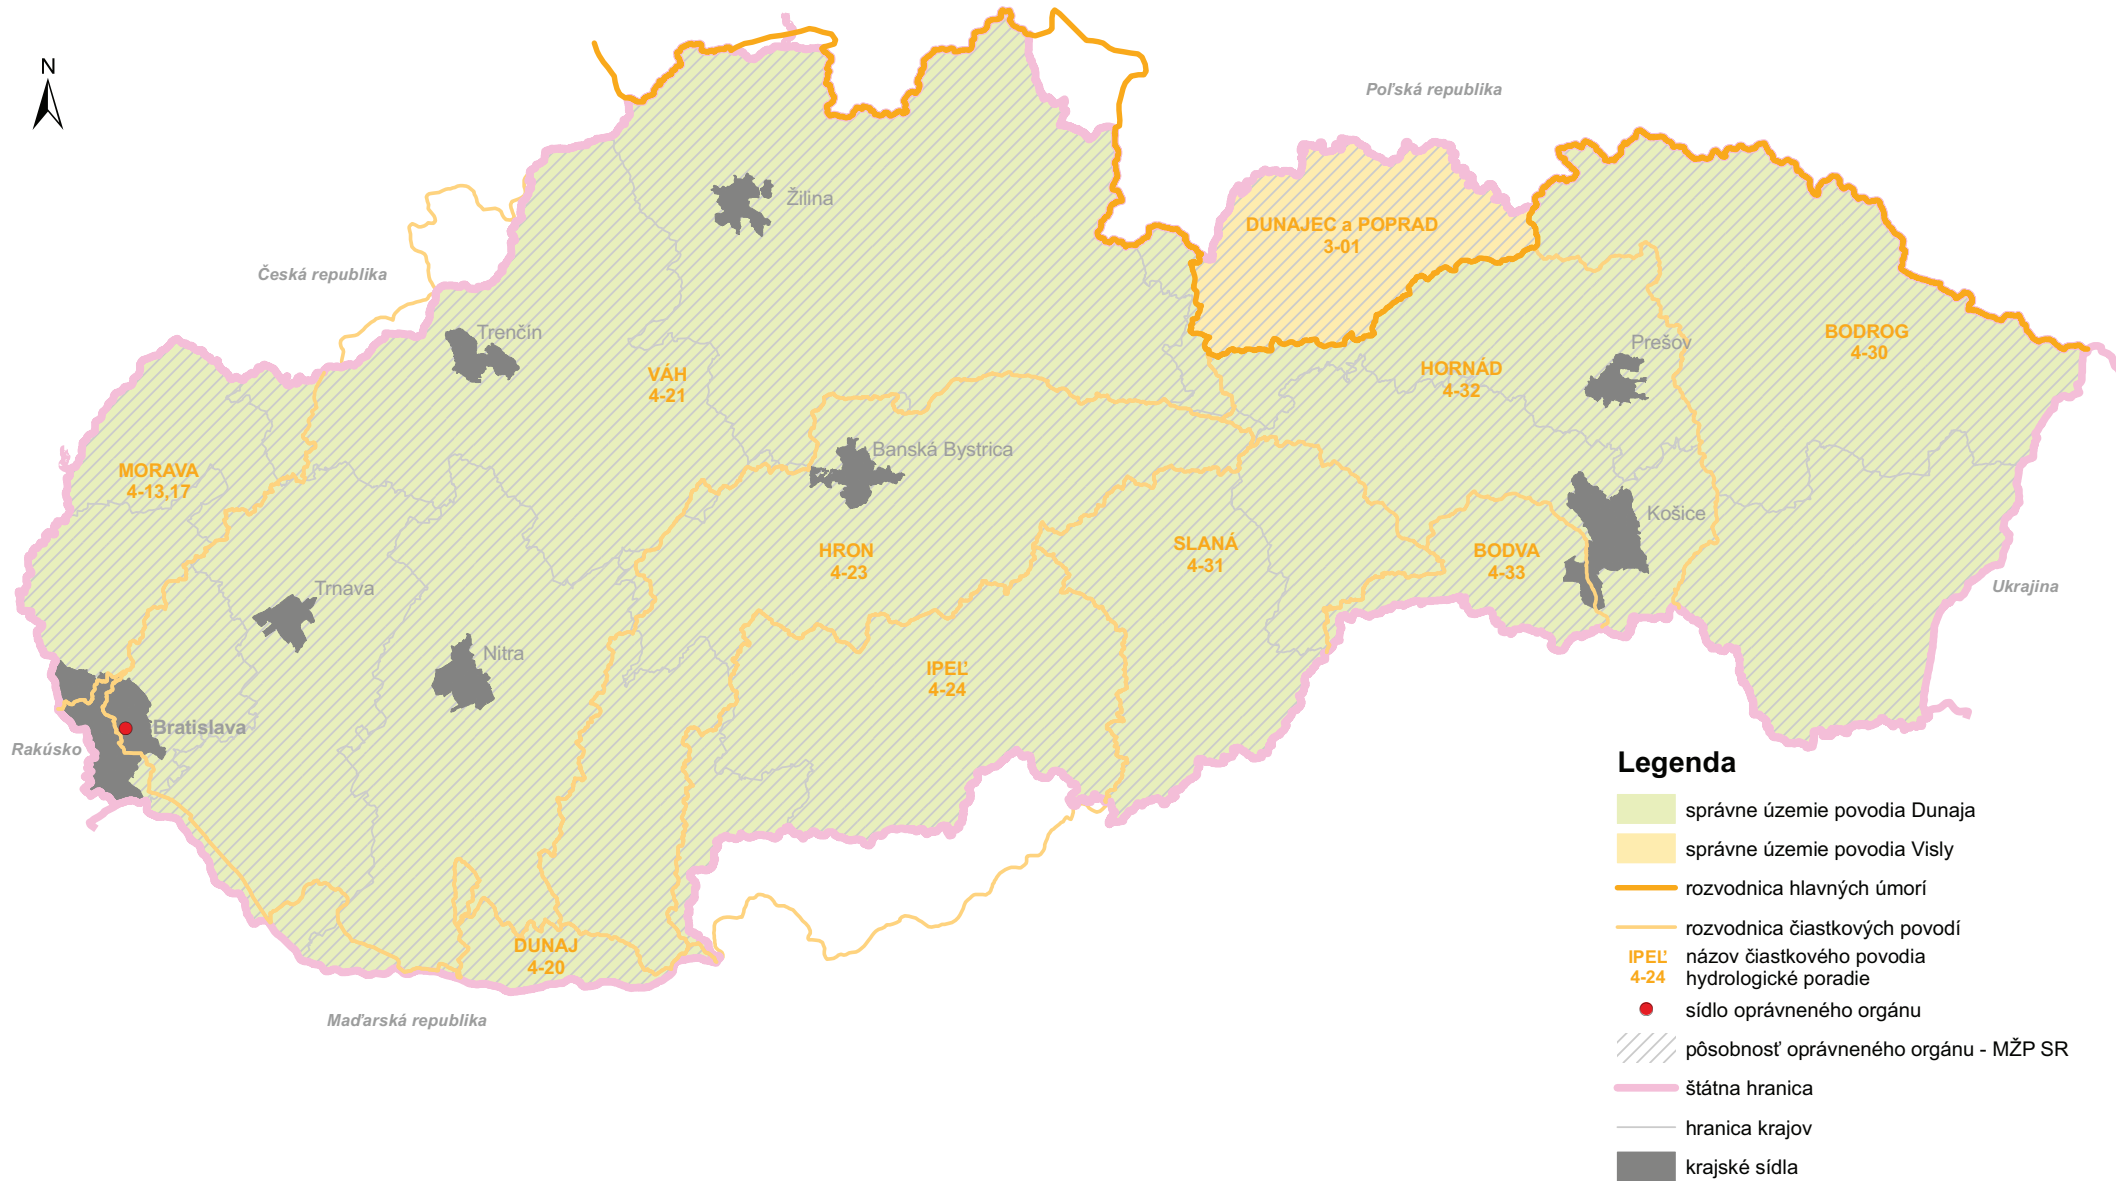 N
Poľská republika
Žilina
DUNAJEC a POPRAD
3-01
Česká republika
Trenčín
BODROG
4-30
Prešov
VÁH
4-21
HORNÁD
4-32
Banská Bystrica
MORAVA
4-13,17
Košice
HRON
4-23
SLANÁ
4-31
BODVA
4-33
Trnava
Ukrajina
Nitra
IPEĽ
4-24
Bratislava
Rakúsko
DUNAJ
4-20
Maďarská republika
Legenda
správne územie povodia Dunaja
správne územie povodia Visly
rozvodnica hlavných úmorí
rozvodnica čiastkových povodí
IPEĽ názov čiastkového povodia
4-24 hydrologické poradie
sídlo oprávneného orgánu
pôsobnosť oprávneného orgánu - MŽP SR
štátna hranica
hranica krajov
krajské sídla